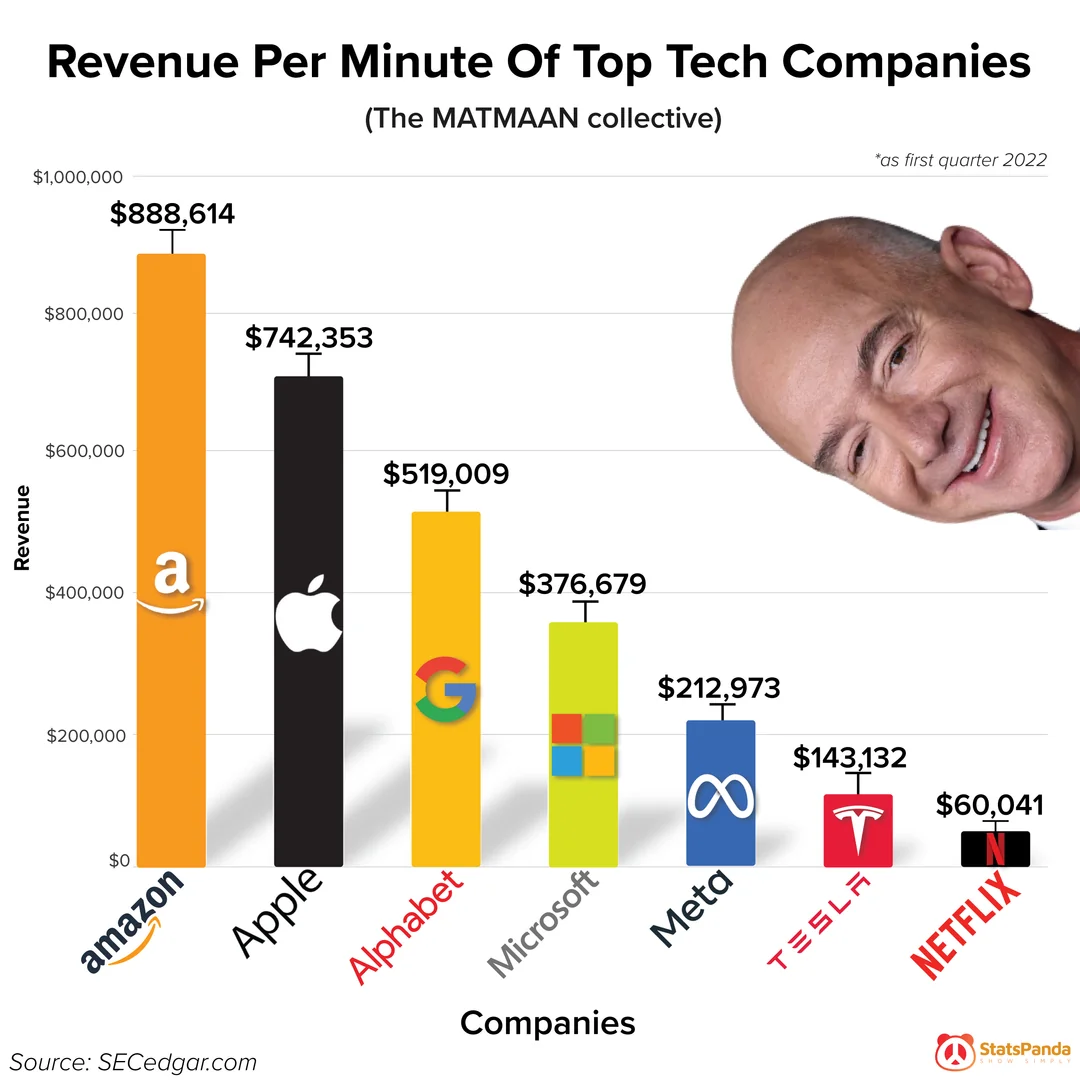 Revenue Per Minute Of Top Tech Companies
(The MATMAAN collective)
*as first quarter 2022
$1,000,000
$888,614
$800,000
$742,353
$600,000
$519,009
Revenue
$400,000
$376,679
$212,973
$200,000
$143,132
$60,041
$0
a
G
N
amazon
Apple
Alphabet
Microsoft
Meta
TESLA
NETFLIX
Companies
Source: SECedgar.com
StatsPanda
SHOW SIMPLY